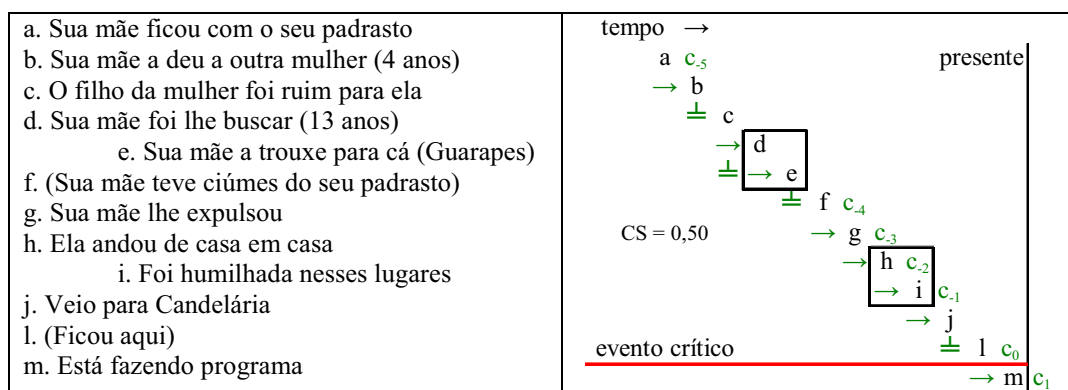 a. Sua mãe ficou com o seu padrasto
b. Sua mãe a deu a outra mulher (4 anos)
c. O filho da mulher foi ruim para ela
d. Sua mãe foi lhe buscar (13 anos)
e. Sua mãe a trouxe para cá (Guarapes)
f. (Sua mãe teve ciúmes do seu padrasto)
g. Sua mãe lhe expulsou
h. Ela andou de casa em casa
i. Foi humilhada nesses lugares
j. Veio para Candelária
l. (Ficou aqui)
m. Está fazendo programa
tempo →
a c-5 presente
→ b
╧ c
→ d
╧ → e
╧ f c-4
CS = 0,50 → g c-3
→ h c-2
→ i c-1
→ j
evento crítico ╧ l c0
→ m c1